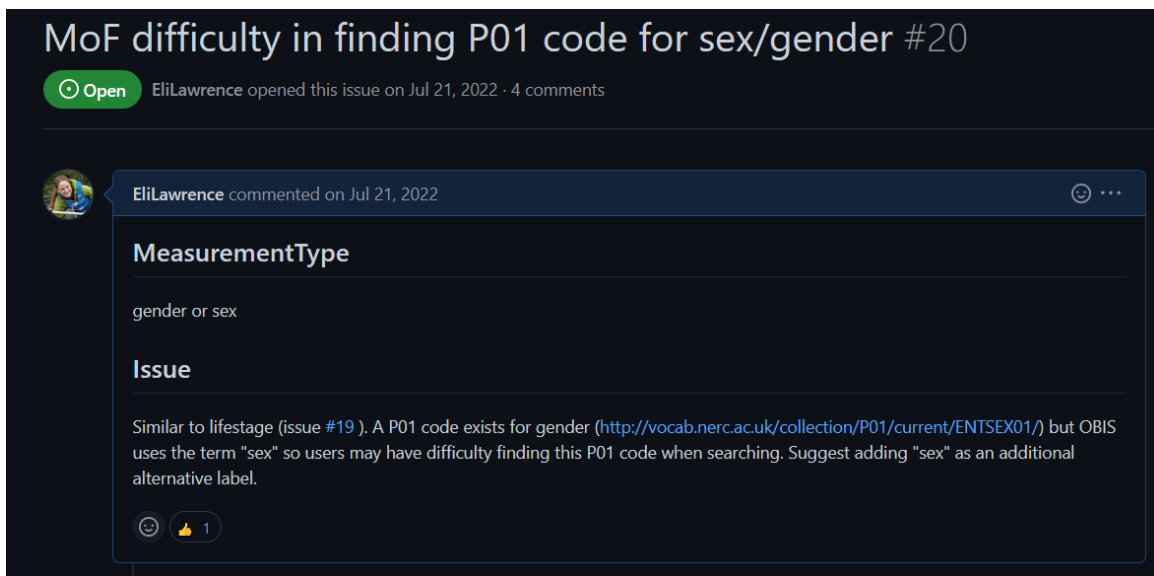 MoF difficulty in finding P01 code for sex/gender #20
Open EliLawrence opened this issue on Jul 21, 2022 · 4 comments
EliLawrence commented on Jul 21, 2022
MeasurementType
gender or sex
Issue
Similar to lifestage (issue #19 ). A P01 code exists for gender (http://vocab.nerc.ac.uk/collection/P01/current/ENTSEX01/) but OBIS
uses the term "sex" so users may have difficulty finding this P01 code when searching. Suggest adding "sex" as an additional
alternative label.
1